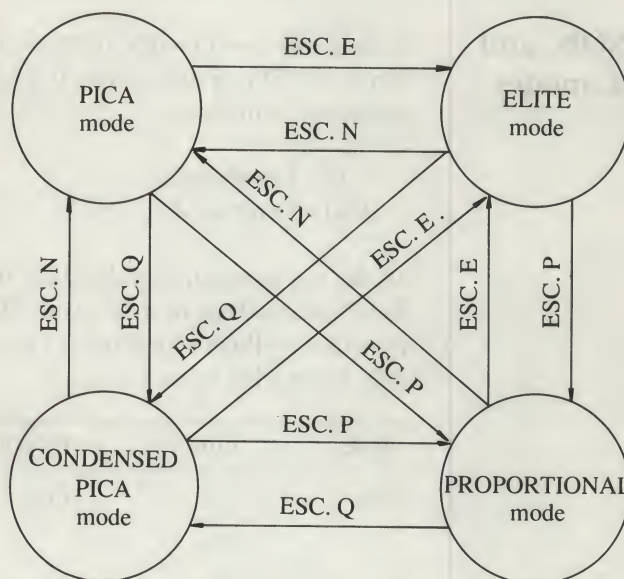 ESC. E
PICA
mode
ELITE
mode
ESC. N
ESC. N
ESC. E .
ESC. N
ESC. Q
ESC. Q
ESC. P
ESC. E
ESC. P
CONDENSED
PICA
mode
ESC. P
PROPORTIONAL
mode
ESC. Q